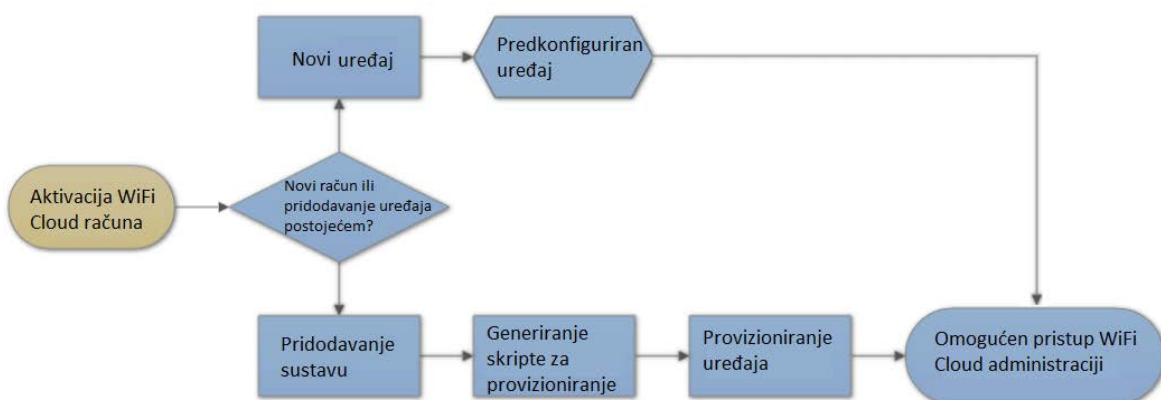 Novi uređaj
Predkonfiguriran
uređaj
Aktivacija WiFi
Cloud računa
Novi račun ili
pridodavanje uređaja
postojećem?
Pridodavanje
sustavu
Generiranje
skripte za
provizioniranje
Provizioniranje
uređaja
Omogućen pristup WiFi
Cloud administraciji